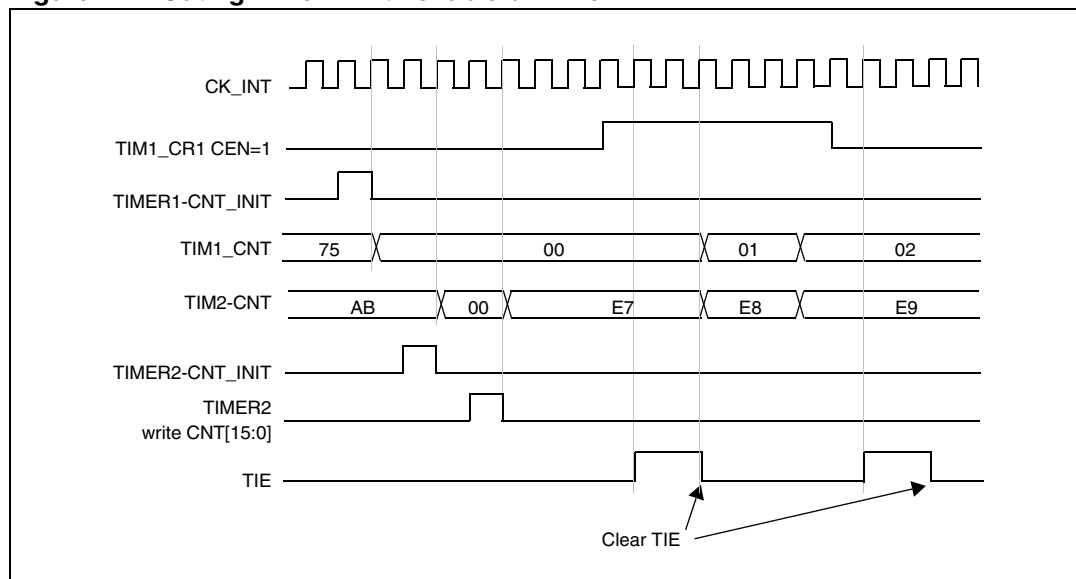 CK_INT
TIM1_CR1 CEN=1
TIMER1-CNT_INIT
TIM1_CNT 75 00 01 02
TIM2-CNT AB 00 E7 E8 E9
TIMER2-CNT_INIT
TIMER2
write CNT[15:0]
TIE
Clear TIE